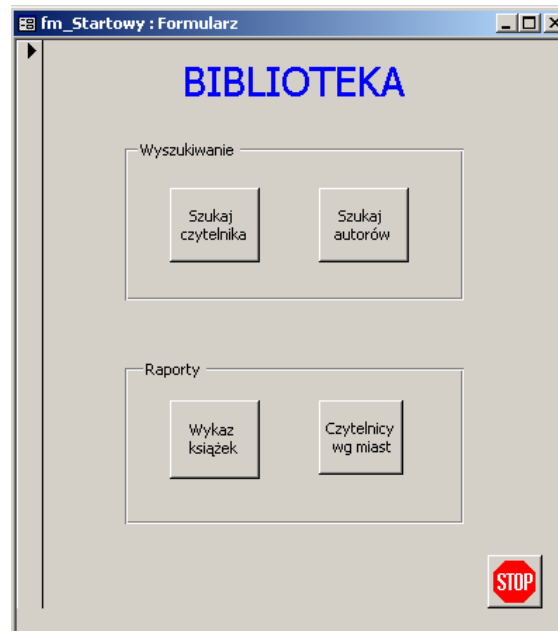 fm_Startowy : Formularz
BIBLIOTEKA
Wyszukiwanie
Szukaj
czytelnika
Szukaj
autorów
Raporty
Wykaz
książek
Czytelnicy
wg miast
STOP